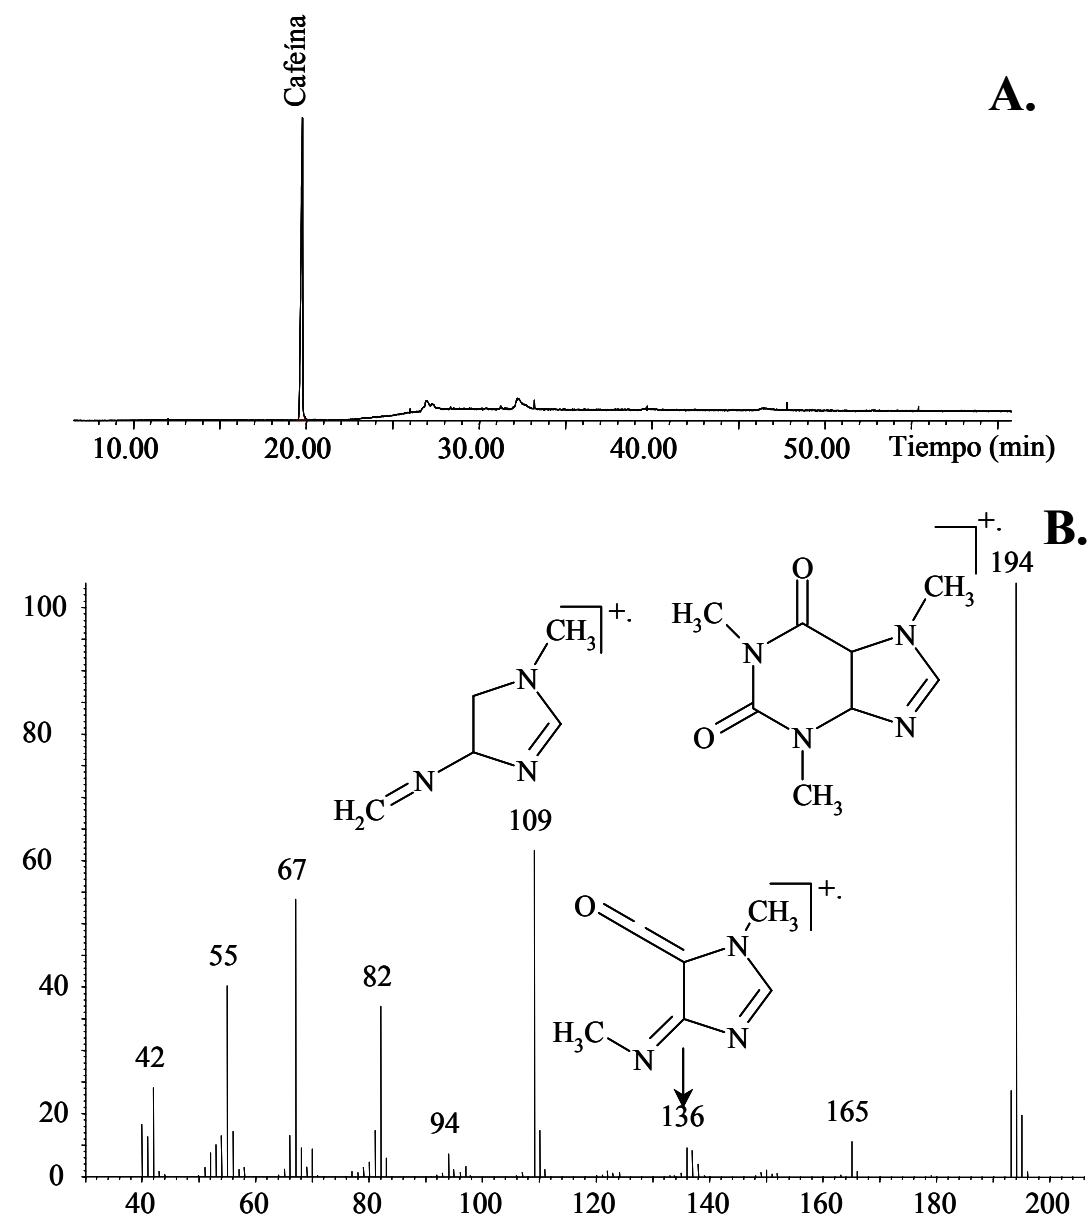 Cafeína
A.
10.00 20.00 30.00 40.00 50.00 Tiempo (min)
B.
+.
194
O
CH3
H3C
N
N
N
O
N
CH3
+.
CH3
N
N
N
H2C
109
+.
O
CH3
N
H3C
N
N
136
165
67
55
82
42
94
100
80
60
40
20
0
40 60 80 100 120 140 160 180 200